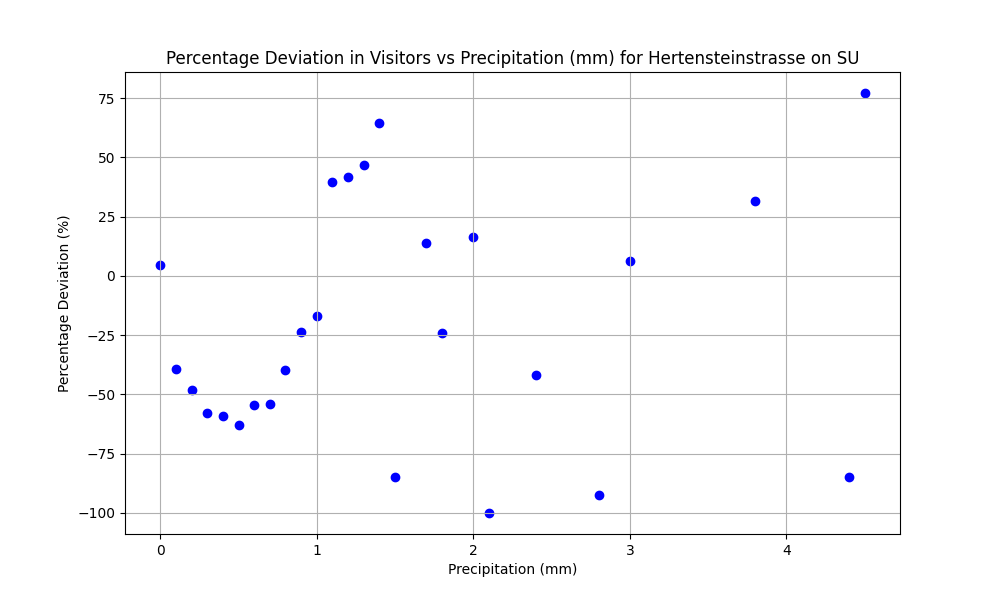 Percentage Deviation in Visitors vs Precipitation (mm) for Hertensteinstrasse on SU
75
50
25
0
−25
−50
−75
−100
Percentage Deviation (%)
0 1 2 3 4
Precipitation (mm)